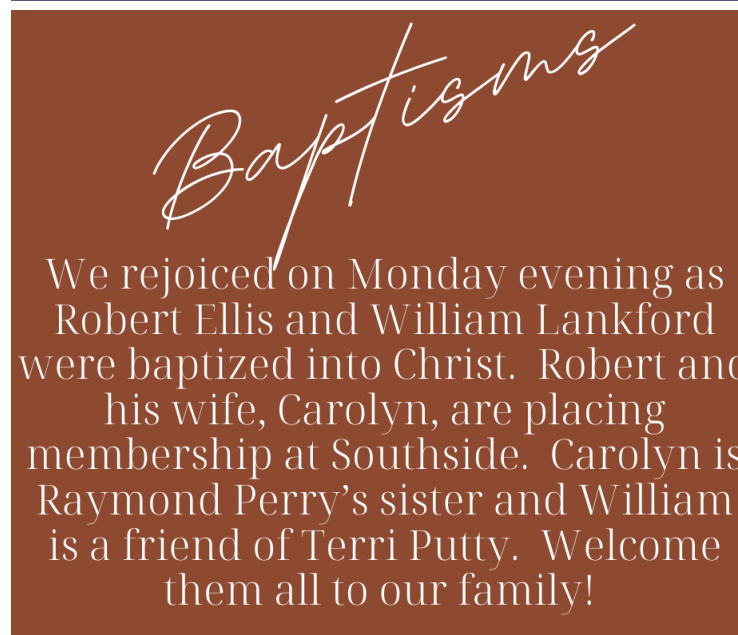 Baptisms
We rejoiced on Monday evening as
Robert Ellis and William Lankford
were baptized into Christ.  Robert and
his wife, Carolyn, are placing
membership at Southside.  Carolyn is
Raymond Perry’s sister and William
is a friend of Terri Putty.  Welcome
them all to our family!